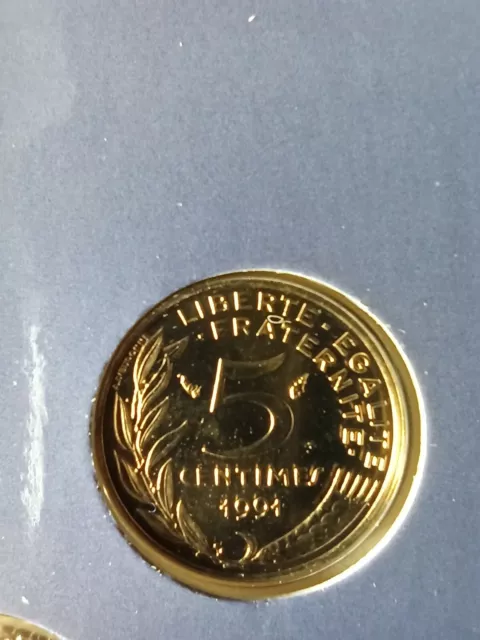 LIBERTE · EGALITE
· FRATERNITE ·
5
CENTIMES
1991